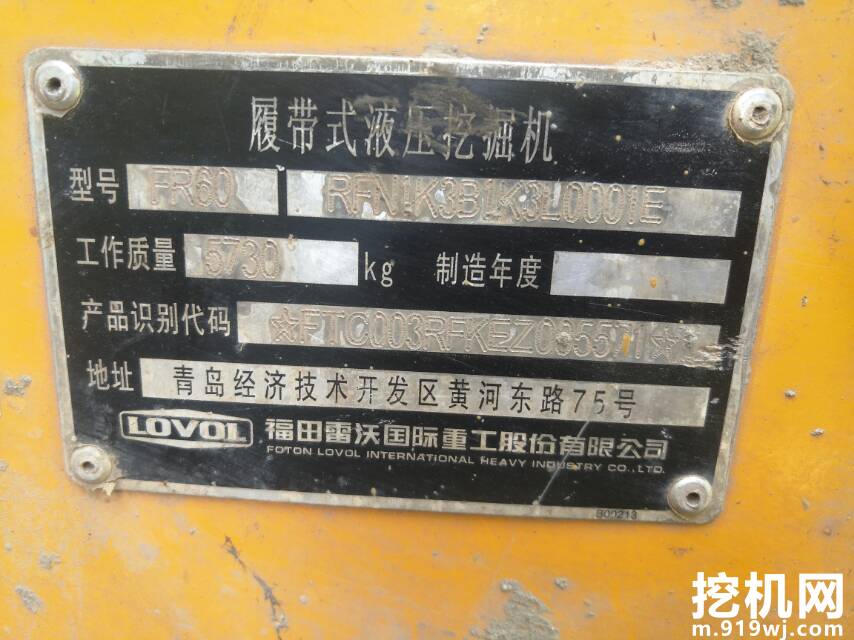 履带式液压挖掘机
型号 FR60 RFN1K3B1K3L0001E
工作质量 5730 kg 制造年度
产品识别代码 ☆FTC003RFKEZ005571☆
地址 青岛经济技术开发区黄河东路75号
LOVOL 福田雷沃国际重工股份有限公司
FOTON LOVOL INTERNATIONAL HEAVY INDUSTRY CO.,LTD.
B00213
挖机网
m.919wj.com